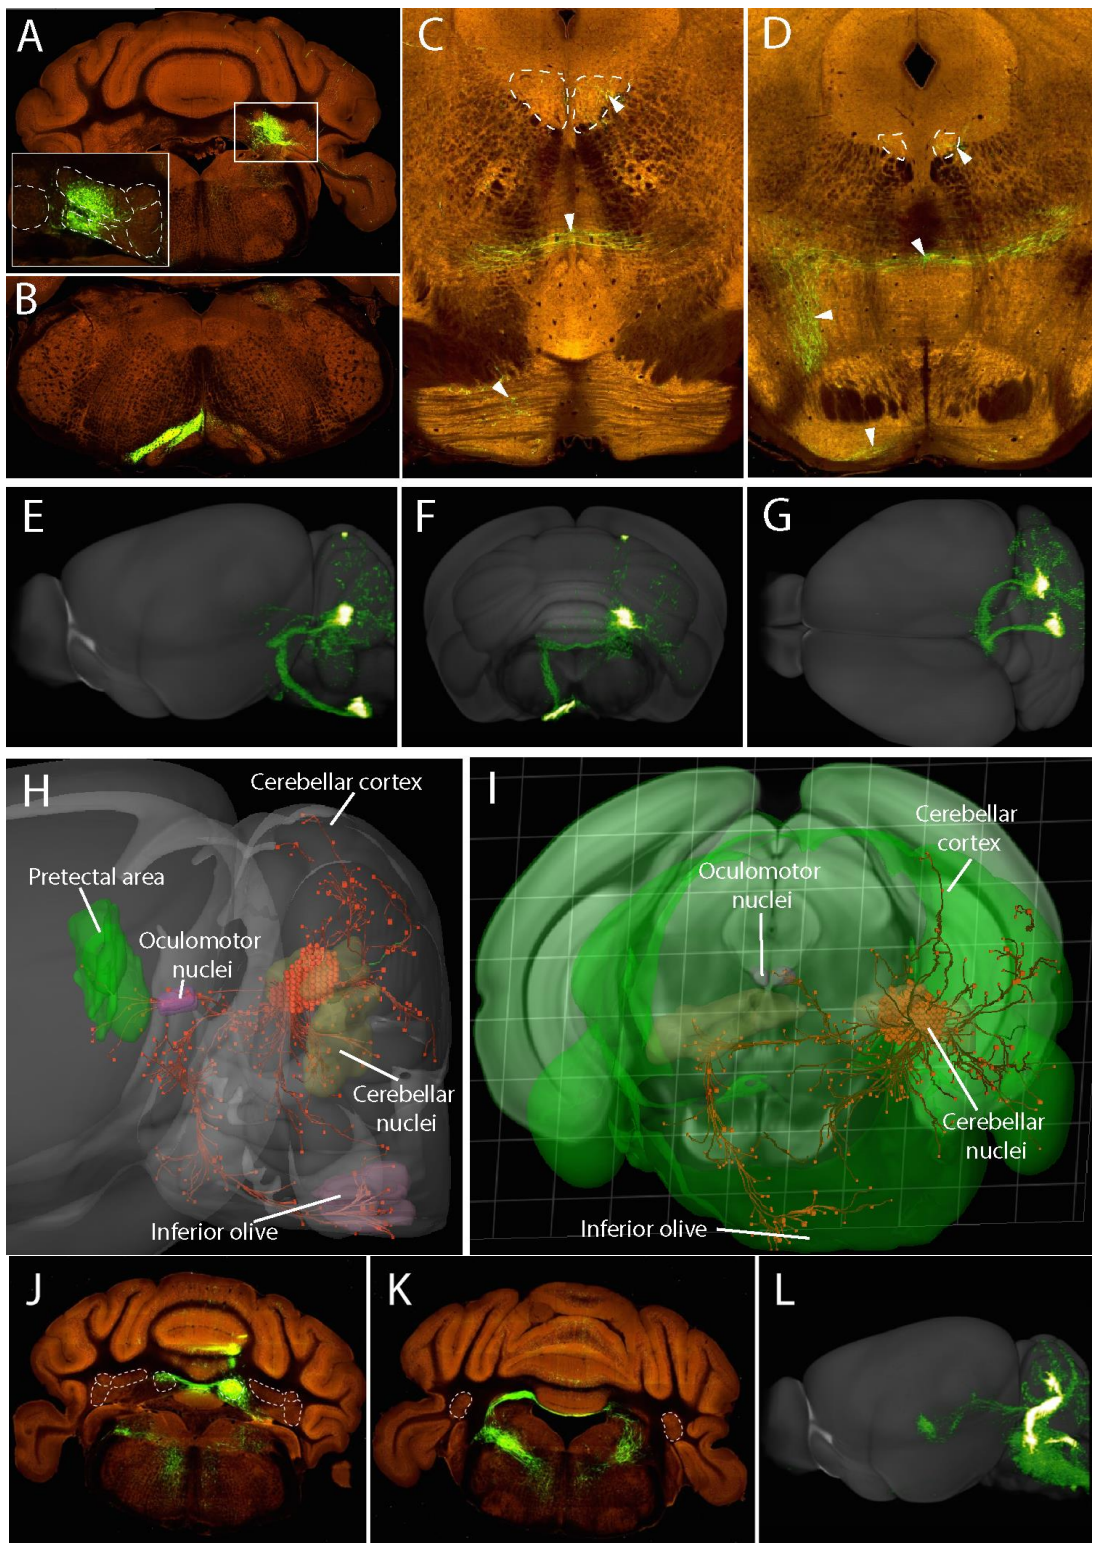 A
B
C
D
E
F
G
H
Cerebellar cortex
Pretectal area
Oculomotor
nuclei
Cerebellar
nuclei
Inferior olive
I
Cerebellar
cortex
Oculomotor
nuclei
Cerebellar
nuclei
Inferior olive
J
K
L